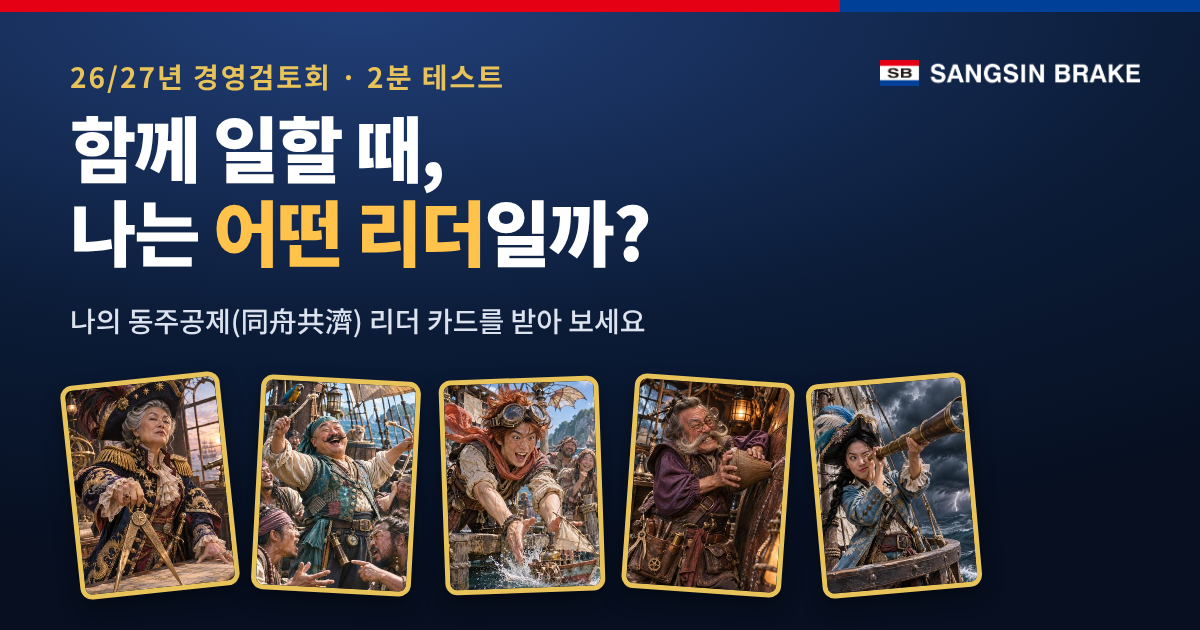 26/27년 경영검토회 · 2분 테스트
SB SANGSIN BRAKE
함께 일할 때,
나는 어떤 리더일까?
나의 동주공제(同舟共濟) 리더 카드를 받아 보세요